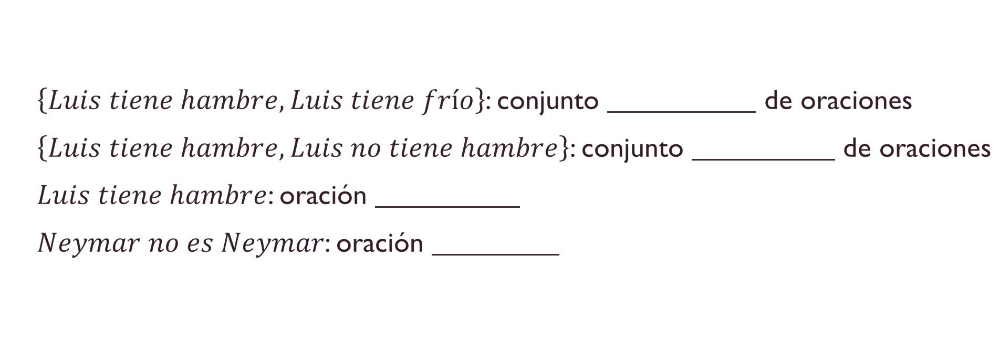 {Luis tiene hambre, Luis tiene frío}: conjunto __________ de oraciones
{Luis tiene hambre, Luis no tiene hambre}: conjunto __________ de oraciones
Luis tiene hambre: oración __________
Neymar no es Neymar: oración _________